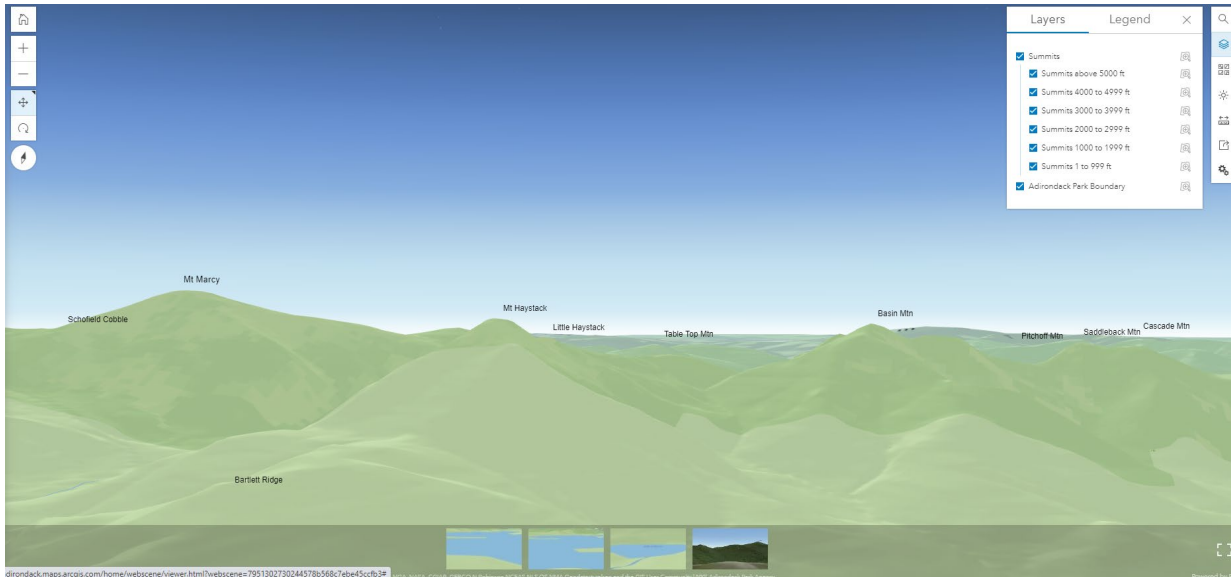 Layers Legend
Summits
Summits above 5000 ft
Summits 4000 to 4999 ft
Summits 3000 to 3999 ft
Summits 2000 to 2999 ft
Summits 1000 to 1999 ft
Summits 1 to 999 ft
Adirondack Park Boundary
Mt Marcy
Schofield Cobble
Mt Haystack
Little Haystack
Table Top Mtn
Basin Mtn
Pitchoff Mtn
Saddleback Mtn
Cascade Mtn
Bartlett Ridge
dirondack.maps.arcgis.com/home/webscene/viewer.html?webscene=7951302730244578b568c7ebe45ccfb3#